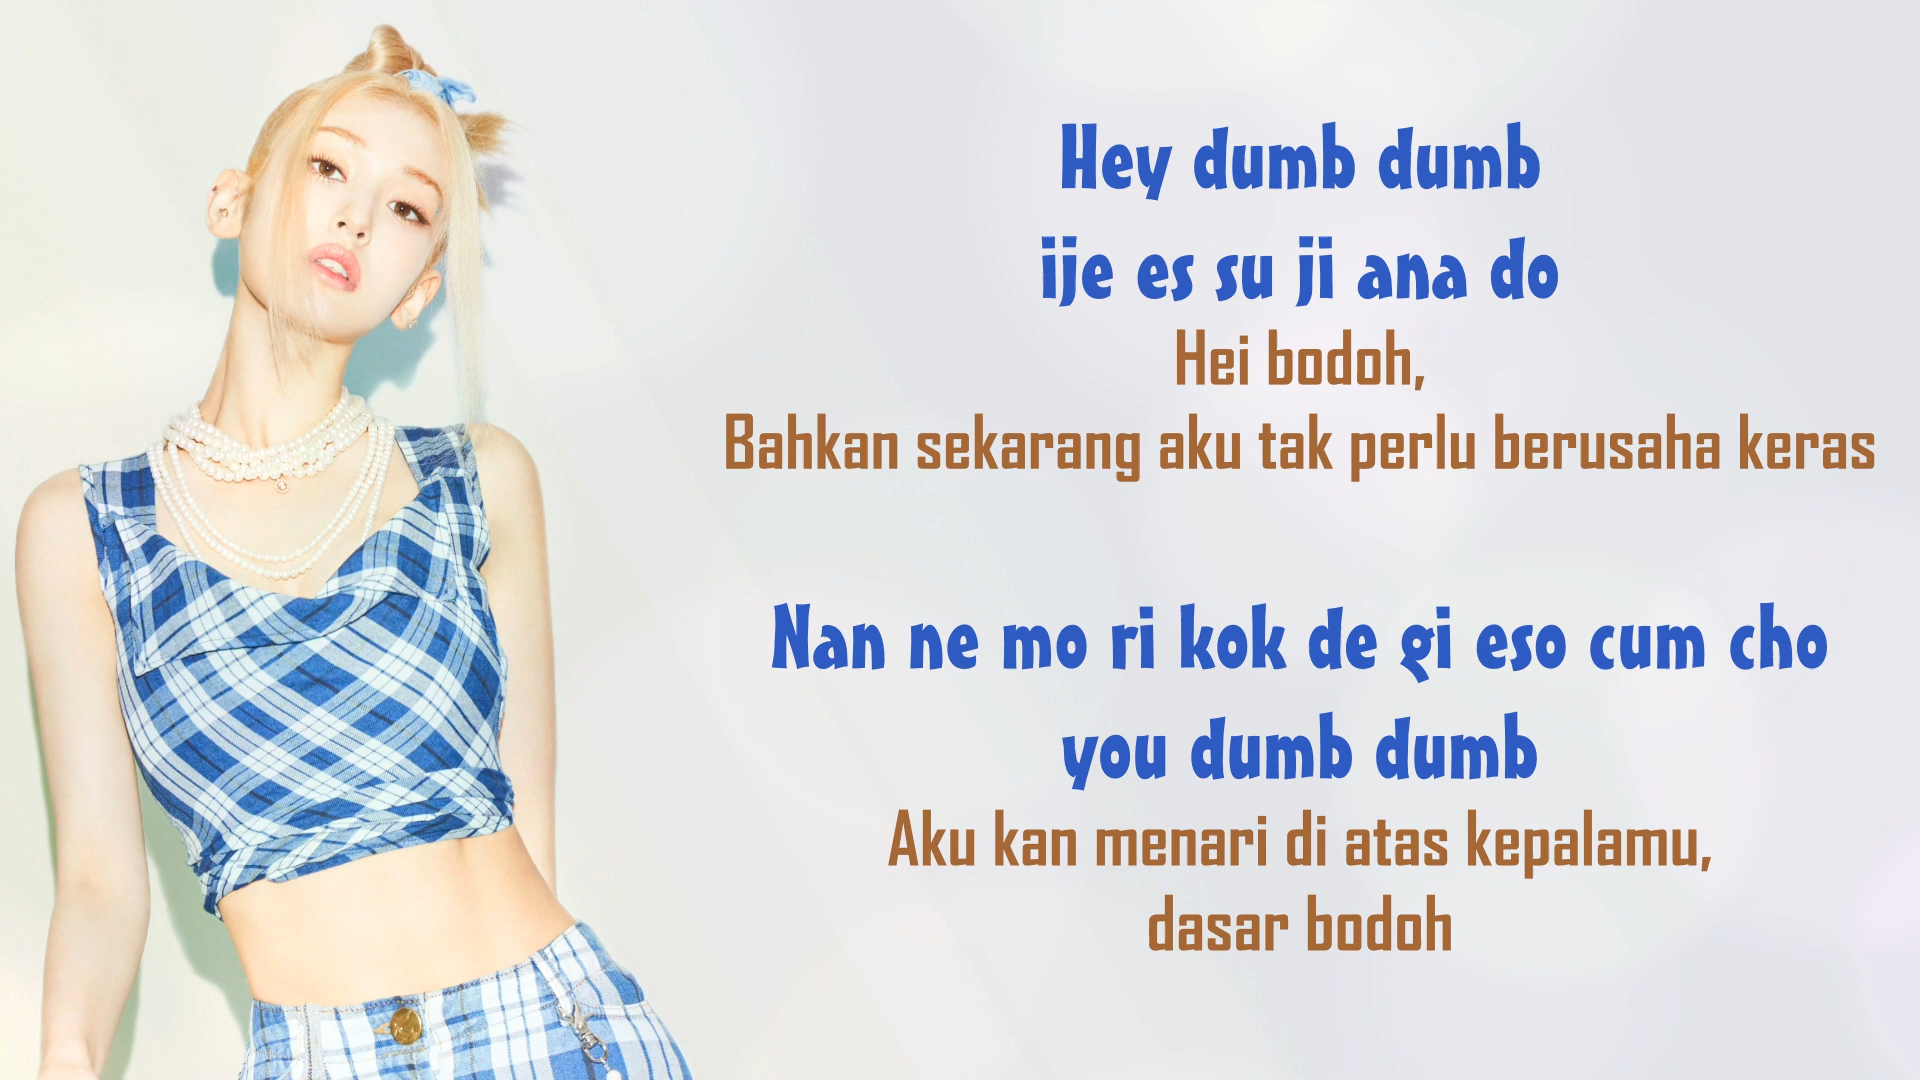 Hey dumb dumb
ije es su ji ana do
Hei bodoh,
Bahkan sekarang aku tak perlu berusaha keras
Nan ne mo ri kok de gi eso cum cho
you dumb dumb
Aku kan menari di atas kepalamu,
dasar bodoh